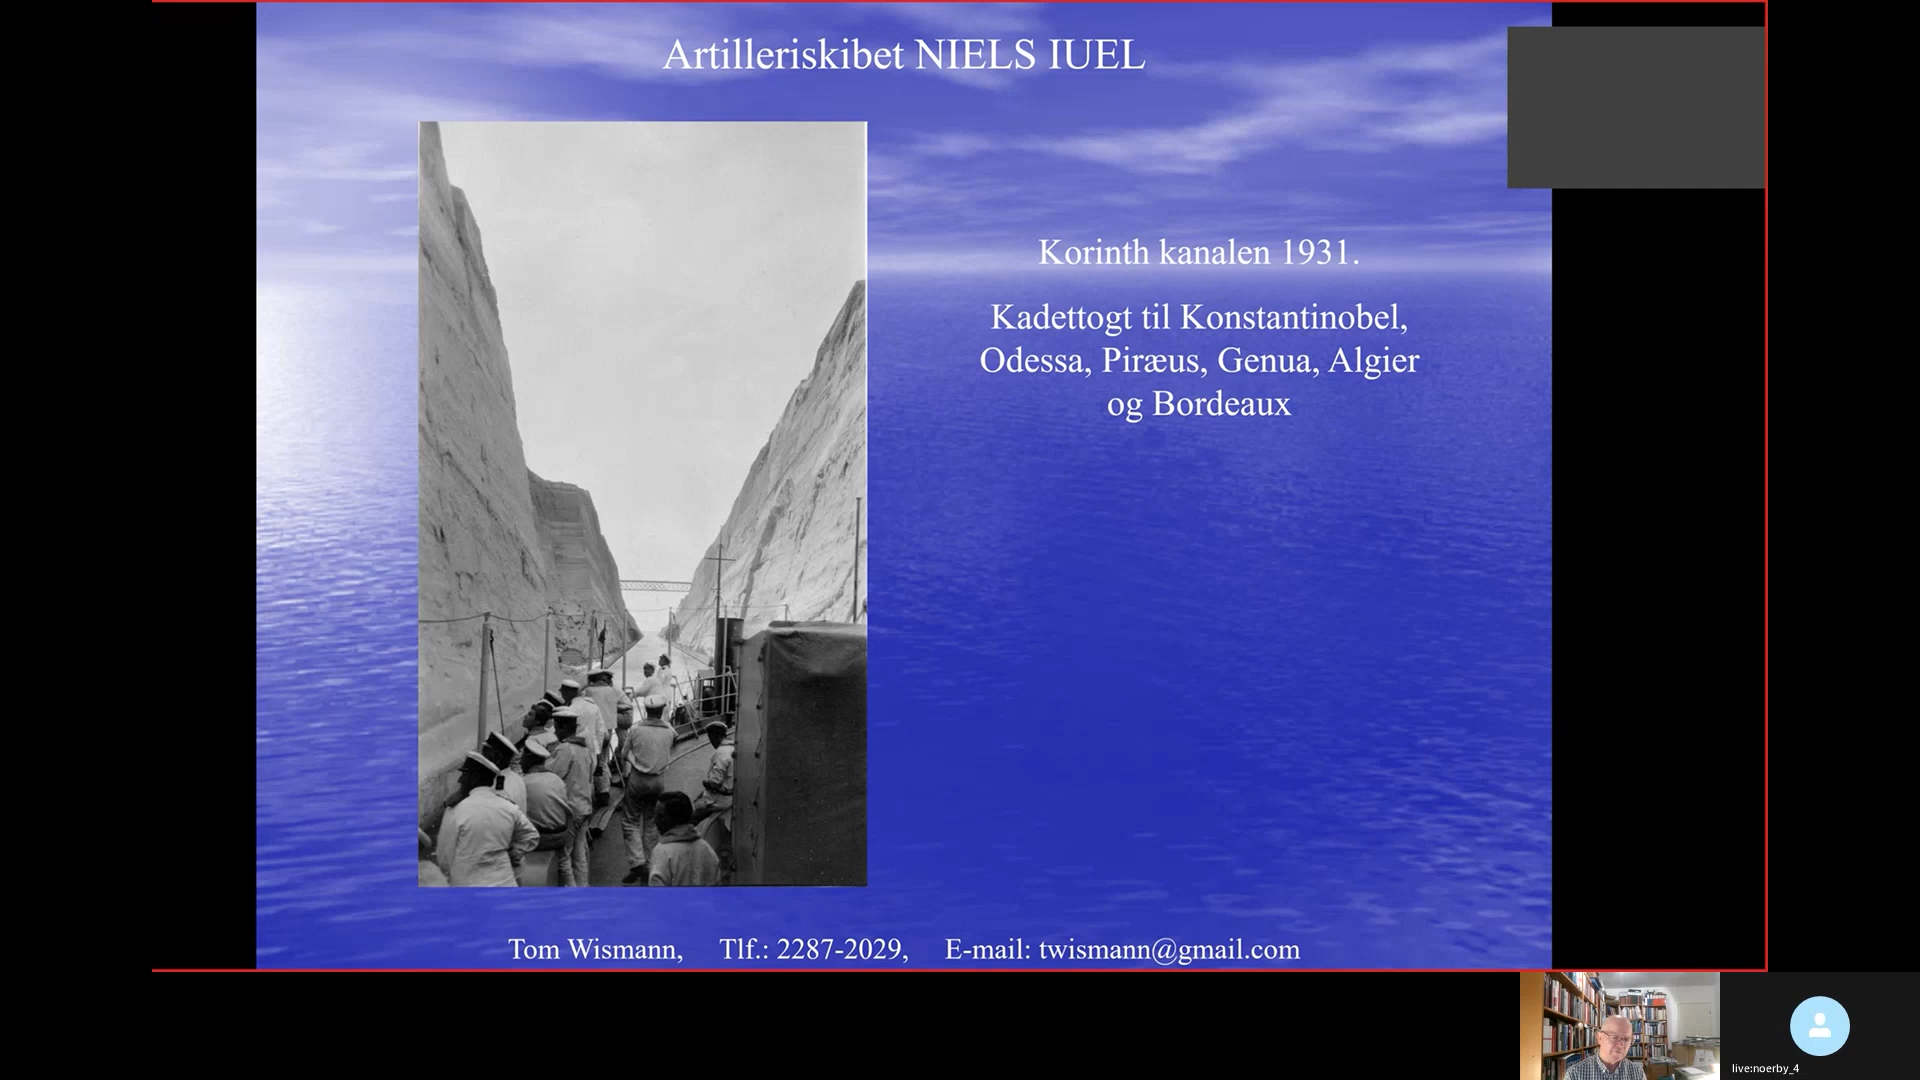 Artilleriskibet NIELS IUEL
Korinth kanalen 1931.
Kadettogt til Konstantinobel,
Odessa, Piræus, Genua, Algier
og Bordeaux
Tom Wismann, Tlf.: 2287-2029, E-mail: twismann@gmail.com
live:noerby_4